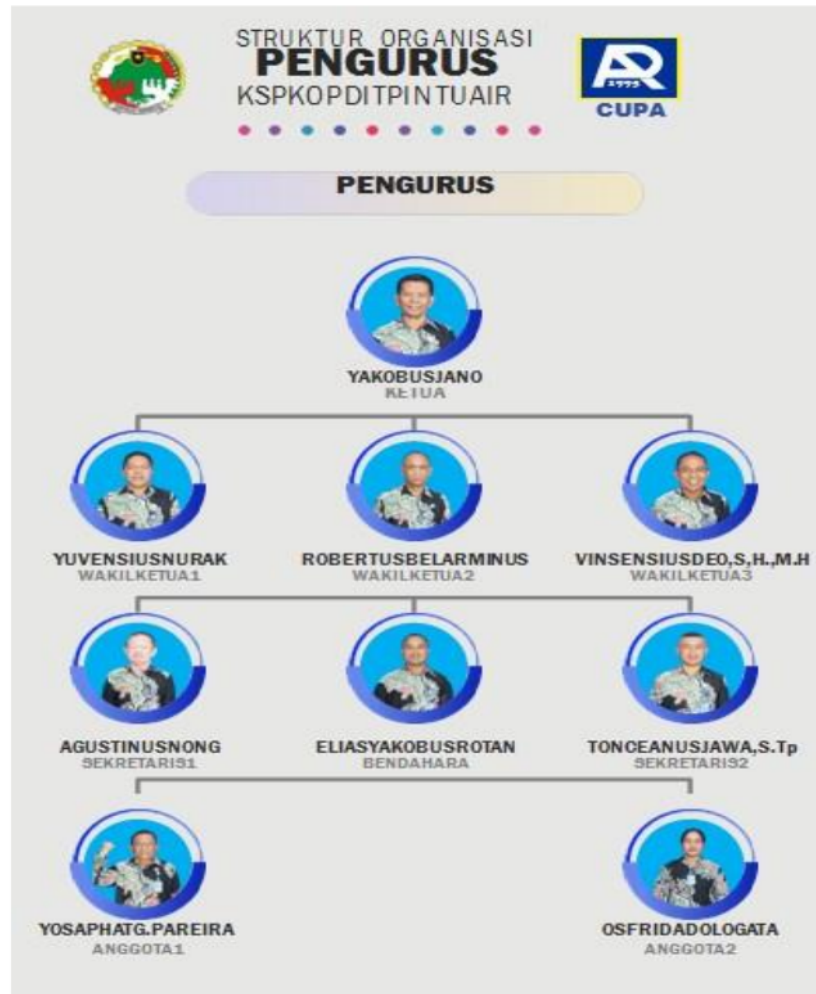 STRUKTUR ORGANISASI
PENGURUS
KSPKOPDITPINTUAIR
1995
CUPA
PENGURUS
YAKOBUSJANO
KETUA
YUVENSIUSNURAK
WAKILKETUA1
ROBERTUSBELARMINUS
WAKILKETUA2
VINSENSIUSDEO,S,H.,M.H
WAKILKETUA3
AGUSTINUSNONG
SEKRETARIS1
ELIASYAKOBUSROTAN
BENDAHARA
TONCEANUSJAWA,S.Tp
SEKRETARIS2
YOSAPHATG.PAREIRA
ANGGOTA1
OSFRIDADOLOGATA
ANGGOTA2